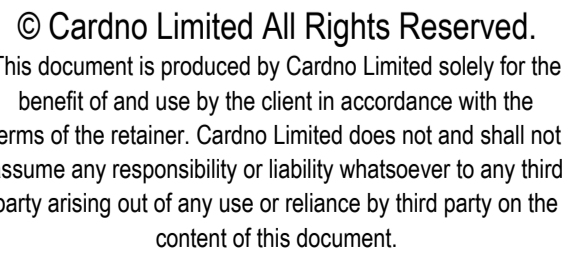 © Cardno Limited All Rights Reserved.
This document is produced by Cardno Limited solely for the
benefit of and use by the client in accordance with the
terms of the retainer. Cardno Limited does not and shall not
assume any responsibility or liability whatsoever to any third
party arising out of any use or reliance by third party on the
content of this document.